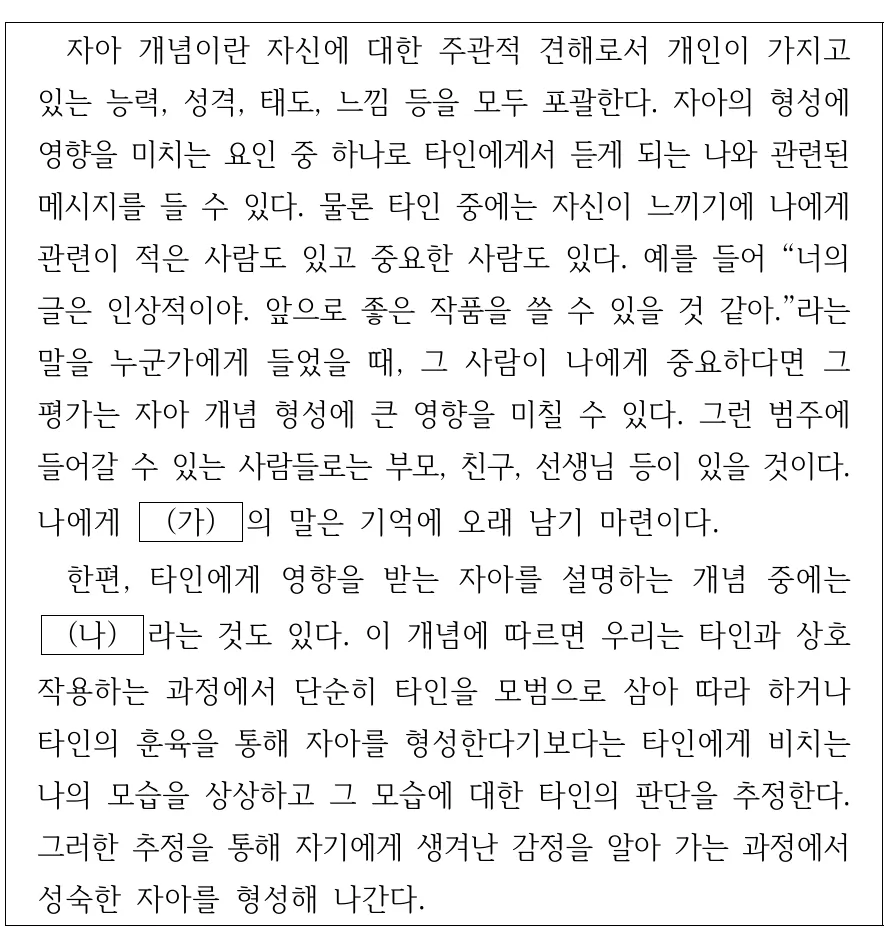 자아 개념이란 자신에 대한 주관적 견해로서 개인이 가지고
있는 능력, 성격, 태도, 느낌 등을 모두 포괄한다. 자아의 형성에
영향을 미치는 요인 중 하나로 타인에게서 듣게 되는 나와 관련된
메시지를 들 수 있다. 물론 타인 중에는 자신이 느끼기에 나에게
관련이 적은 사람도 있고 중요한 사람도 있다. 예를 들어 “너의
글은 인상적이야. 앞으로 좋은 작품을 쓸 수 있을 것 같아.”라는
말을 누군가에게 들었을 때, 그 사람이 나에게 중요하다면 그
평가는 자아 개념 형성에 큰 영향을 미칠 수 있다. 그런 범주에
들어갈 수 있는 사람들로는 부모, 친구, 선생님 등이 있을 것이다.
나에게 (가)의 말은 기억에 오래 남기 마련이다.
한편, 타인에게 영향을 받는 자아를 설명하는 개념 중에는
(나)라는 것도 있다. 이 개념에 따르면 우리는 타인과 상호
작용하는 과정에서 단순히 타인을 모범으로 삼아 따라 하거나
타인의 훈육을 통해 자아를 형성한다기보다는 타인에게 비치는
나의 모습을 상상하고 그 모습에 대한 타인의 판단을 추정한다.
그러한 추정을 통해 자기에게 생겨난 감정을 알아 가는 과정에서
성숙한 자아를 형성해 나간다.